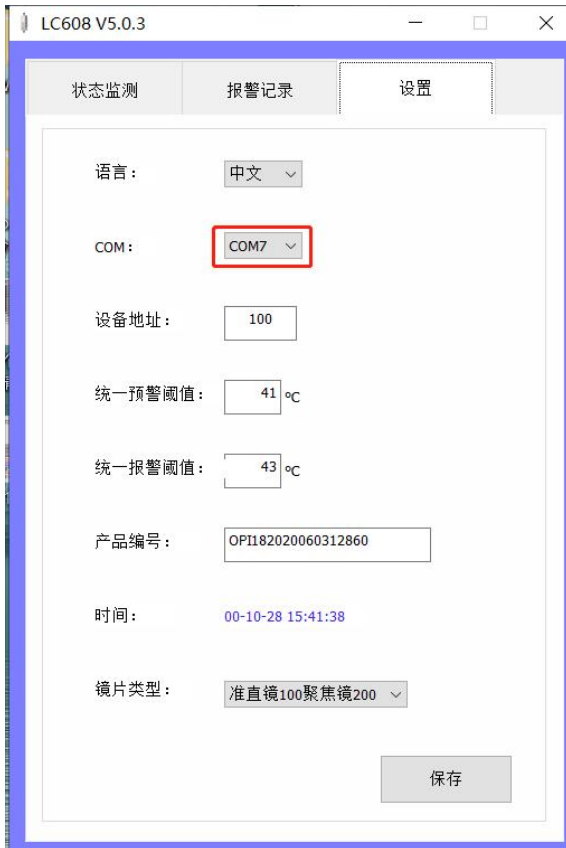 LC608 V5.0.3
状态监测 报警记录 设置
语言： 中文
COM： COM7
设备地址： 100
统一预警阈值： 41 ℃
统一报警阈值： 43 ℃
产品编号： OPI182020060312860
时间： 00-10-28 15:41:38
镜片类型： 准直镜100聚焦镜200
保存